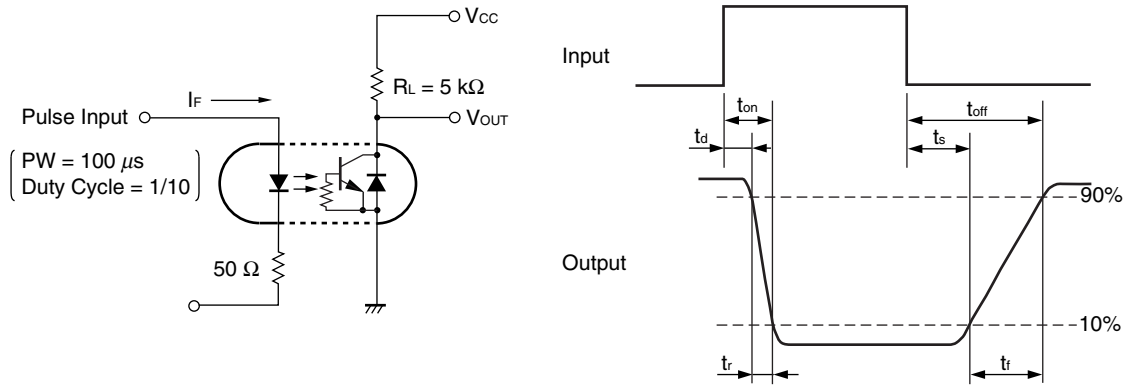 VCC
RL = 5 kΩ
IF
Pulse Input
VOUT
PW = 100 μs
Duty Cycle = 1/10
50 Ω
Input
ton
toff
td
ts
90%
Output
10%
tr
tf